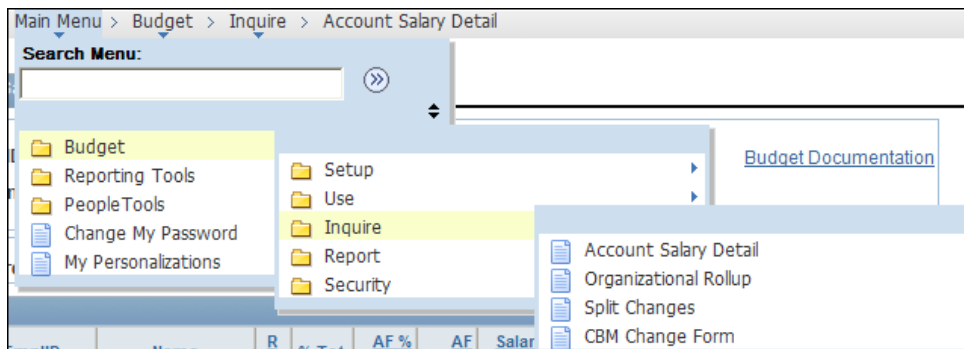 Main Menu > Budget > Inquire > Account Salary Detail
Search Menu:
Budget
Reporting Tools
PeopleTools
Change My Password
My Personalizations
Setup
Use
Inquire
Report
Security
Account Salary Detail
Organizational Rollup
Split Changes
CBM Change Form
Budget Documentation
R AF % AF Salar